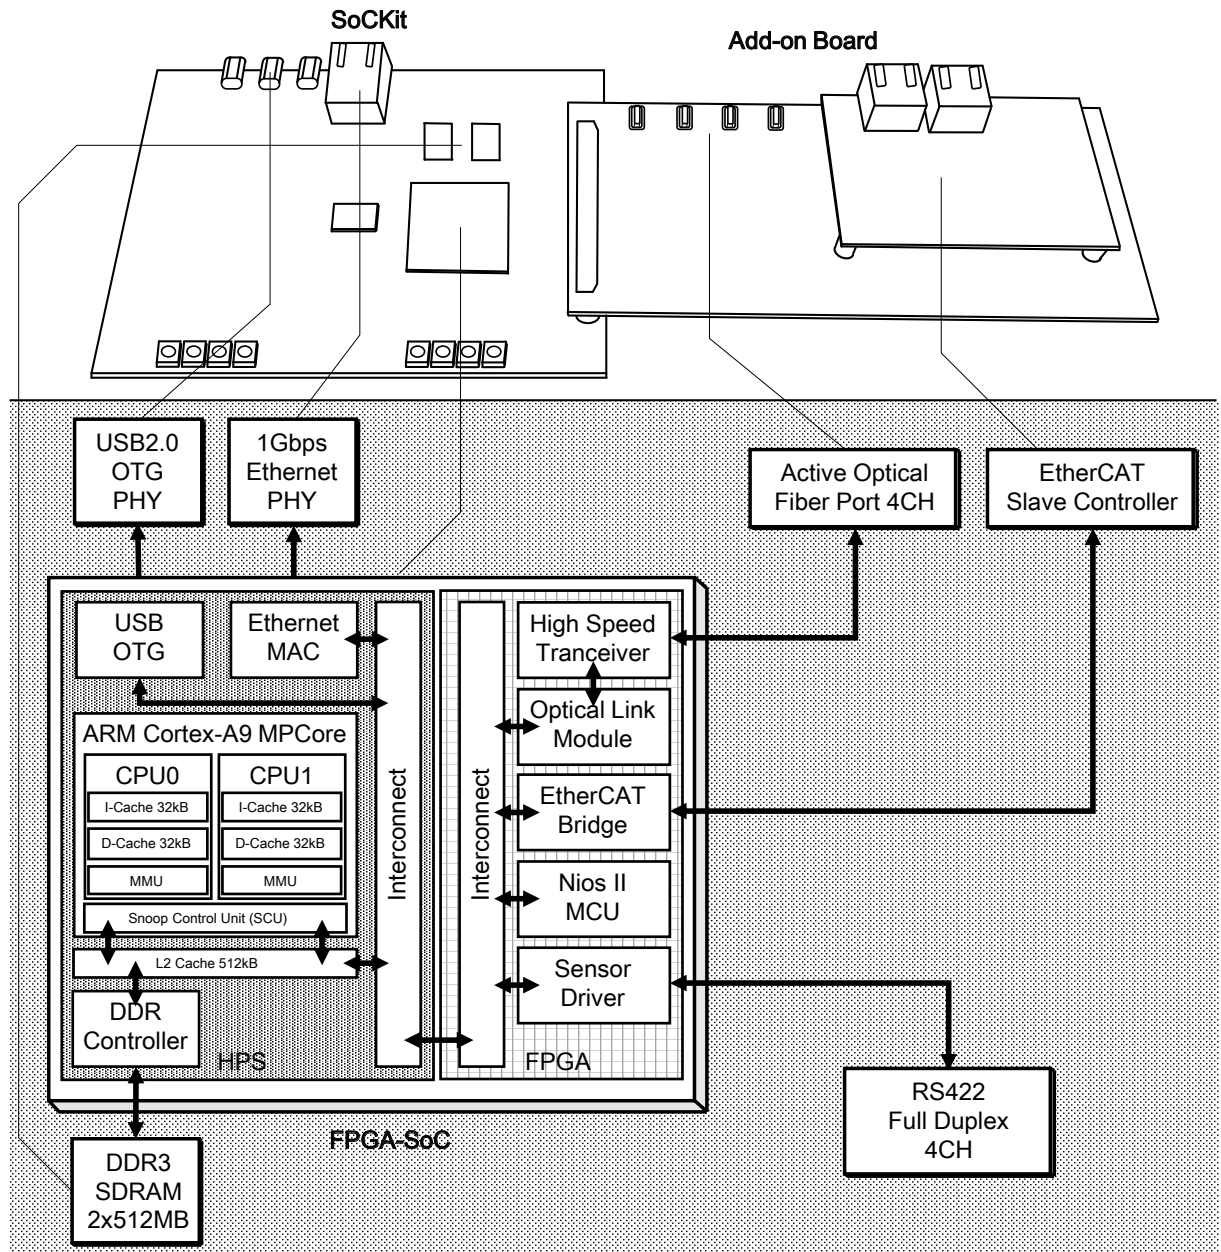 SoCKit
Add-on Board
USB2.0
OTG
PHY
1Gbps
Ethernet
PHY
Active Optical
Fiber Port 4CH
EtherCAT
Slave Controller
USB
OTG
Ethernet
MAC
High Speed
Tranceiver
Optical Link
Module
ARM Cortex-A9 MPCore
CPU0
I-Cache 32kB
D-Cache 32kB
MMU
CPU1
I-Cache 32kB
D-Cache 32kB
MMU
Snoop Control Unit (SCU)
L2 Cache 512kB
DDR
Controller
HPS
Interconnect
Interconnect
EtherCAT
Bridge
Nios II
MCU
Sensor
Driver
FPGA
FPGA-SoC
RS422
Full Duplex
4CH
DDR3
SDRAM
2x512MB